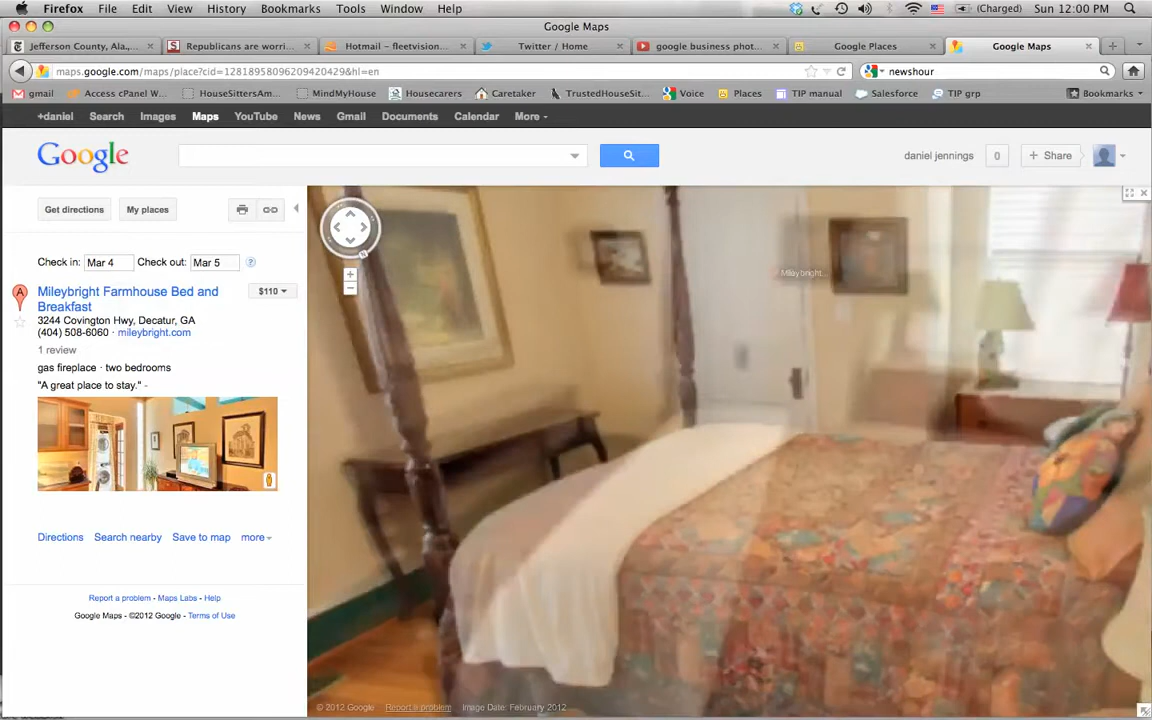 Firefox File Edit View History Bookmarks Tools Window Help (Charged) Sun 12:00 PM
Google Maps
Jefferson County, Ala.,... Republicans are worri... Hotmail – fleetvision... Twitter / Home google business phot... Google Places Google Maps
maps.google.com/maps/place?cid=12818958096209420429&hl=en newshour
gmail Access cPanel W... HouseSittersAm... MindMyHouse Housecarers Caretaker TrustedHouseSit... Voice Places TIP manual Salesforce TIP grp Bookmarks
+daniel Search Images Maps YouTube News Gmail Documents Calendar More
Google daniel jennings 0 + Share
Get directions My places
Check in: Mar 4 Check out: Mar 5 ?
A Mileybright Farmhouse Bed and $110
Breakfast
3244 Covington Hwy, Decatur, GA
(404) 508-6060 · mileybright.com
1 review
gas fireplace · two bedrooms
"A great place to stay." -
Directions Search nearby Save to map more
Report a problem - Maps Labs - Help
Google Maps - ©2012 Google - Terms of Use
Mileybright...
© 2012 Google Report a problem Image Date: February 2012